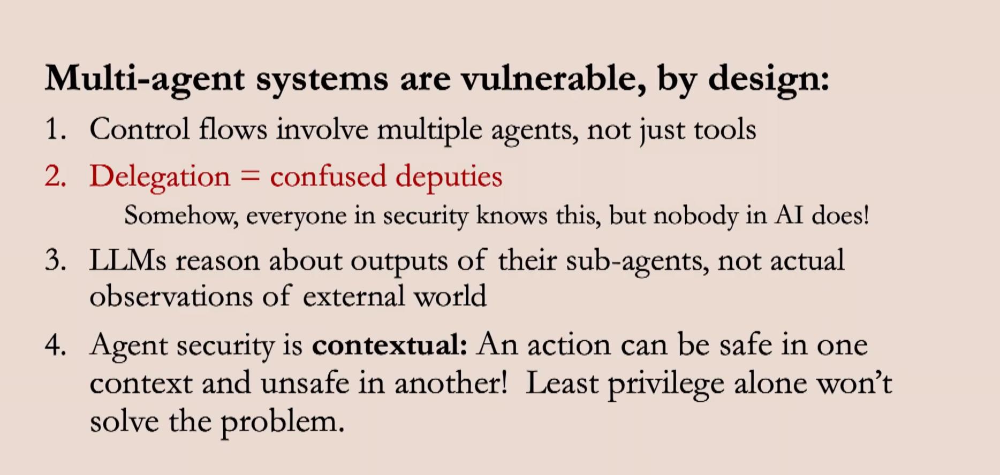 Multi-agent systems are vulnerable, by design:
1. Control flows involve multiple agents, not just tools
2. Delegation = confused deputies
Somehow, everyone in security knows this, but nobody in AI does!
3. LLMs reason about outputs of their sub-agents, not actual
observations of external world
4. Agent security is contextual: An action can be safe in one
context and unsafe in another! Least privilege alone won’t
solve the problem.